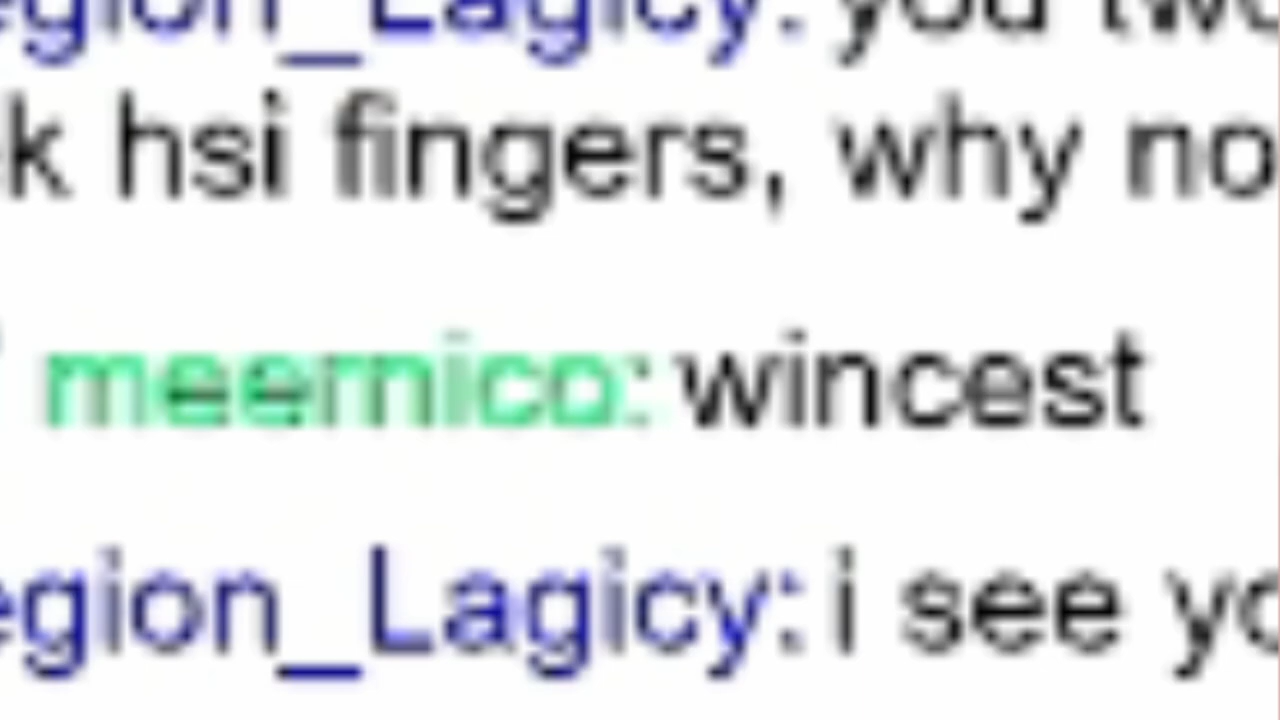 egion_Lagicy: you two
k hsi fingers, why no
meernico: wincest
egion_Lagicy: i see yo